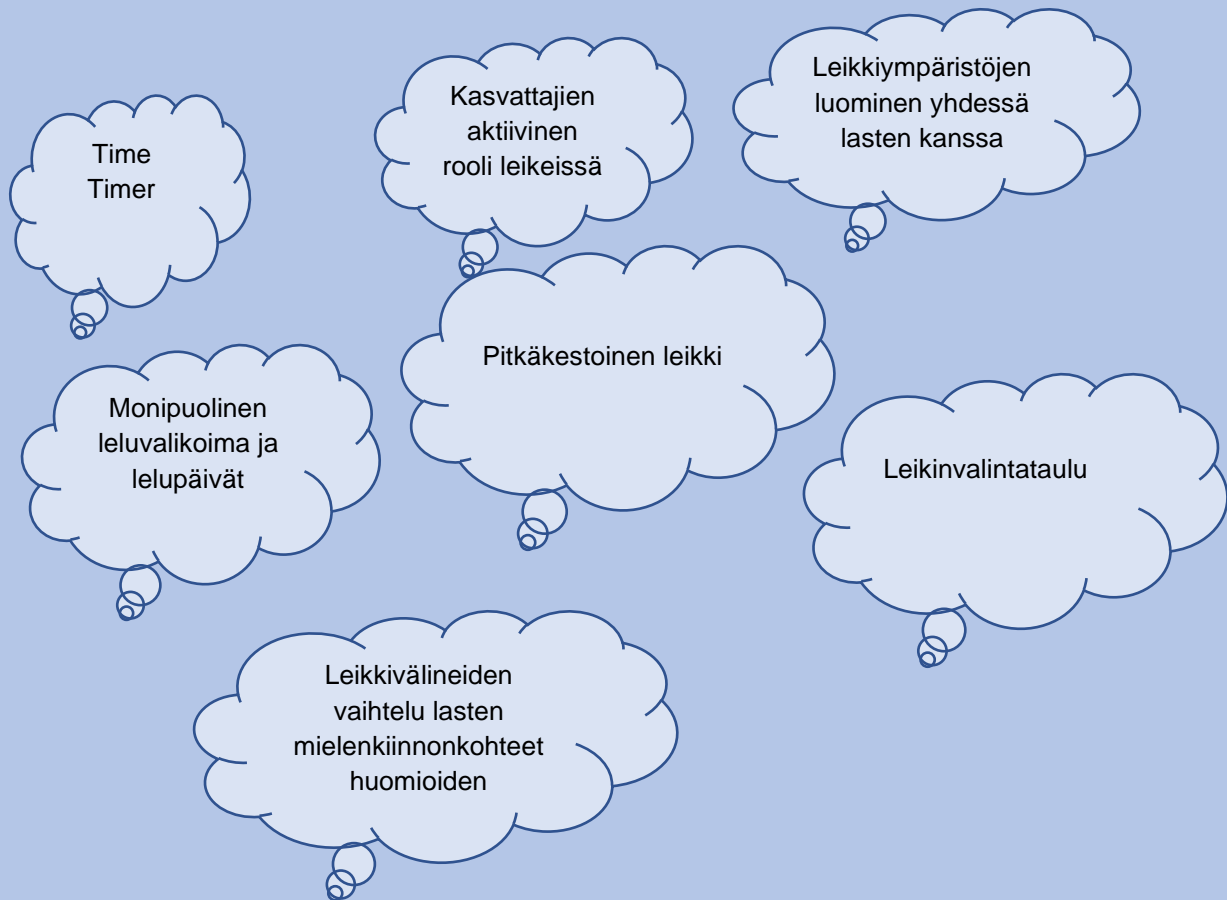 Time
Timer
Kasvattajien
aktiivinen
rooli leikeissä
Leikkiympäristöjen
luominen yhdessä
lasten kanssa
Monipuolinen
leluvalikoima ja
lelupäivät
Pitkäkestoinen leikki
Leikinvalintataulu
Leikkivälineiden
vaihtelu lasten
mielenkiinnonkohteet
huomioiden